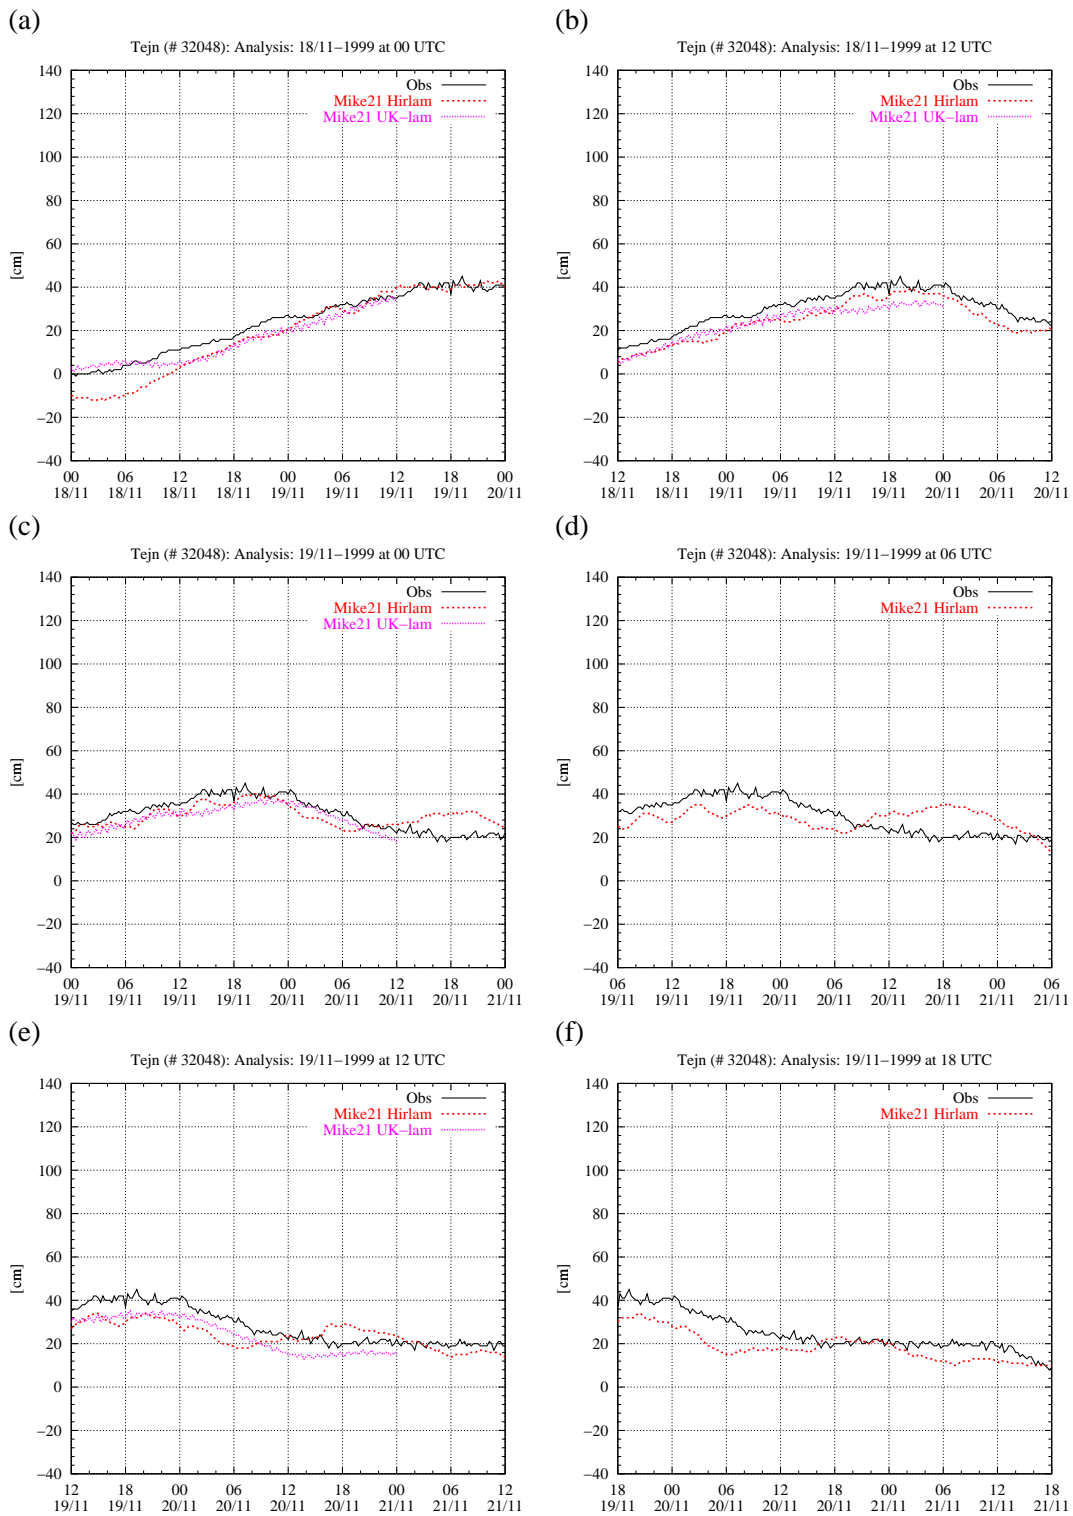 (a)
Tejn (# 32048): Analysis: 18/11−1999 at 00 UTC
Obs
Mike21 Hirlam
Mike21 UK−lam
[cm]
140
120
100
80
60
40
20
0
−20
−40
00 06 12 18 00 06 12 18 00
18/11 18/11 18/11 18/11 19/11 19/11 19/11 19/11 20/11
(b)
Tejn (# 32048): Analysis: 18/11−1999 at 12 UTC
Obs
Mike21 Hirlam
Mike21 UK−lam
[cm]
140
120
100
80
60
40
20
0
−20
−40
12 18 00 06 12 18 00 06 12
18/11 18/11 19/11 19/11 19/11 19/11 20/11 20/11 20/11
(c)
Tejn (# 32048): Analysis: 19/11−1999 at 00 UTC
Obs
Mike21 Hirlam
Mike21 UK−lam
[cm]
140
120
100
80
60
40
20
0
−20
−40
00 06 12 18 00 06 12 18 00
19/11 19/11 19/11 19/11 20/11 20/11 20/11 20/11 21/11
(d)
Tejn (# 32048): Analysis: 19/11−1999 at 06 UTC
Obs
Mike21 Hirlam
[cm]
140
120
100
80
60
40
20
0
−20
−40
06 12 18 00 06 12 18 00 06
19/11 19/11 19/11 20/11 20/11 20/11 20/11 21/11 21/11
(e)
Tejn (# 32048): Analysis: 19/11−1999 at 12 UTC
Obs
Mike21 Hirlam
Mike21 UK−lam
[cm]
140
120
100
80
60
40
20
0
−20
−40
12 18 00 06 12 18 00 06 12
19/11 19/11 20/11 20/11 20/11 20/11 21/11 21/11 21/11
(f)
Tejn (# 32048): Analysis: 19/11−1999 at 18 UTC
Obs
Mike21 Hirlam
[cm]
140
120
100
80
60
40
20
0
−20
−40
18 00 06 12 18 00 06 12 18
19/11 20/11 20/11 20/11 20/11 21/11 21/11 21/11 21/11